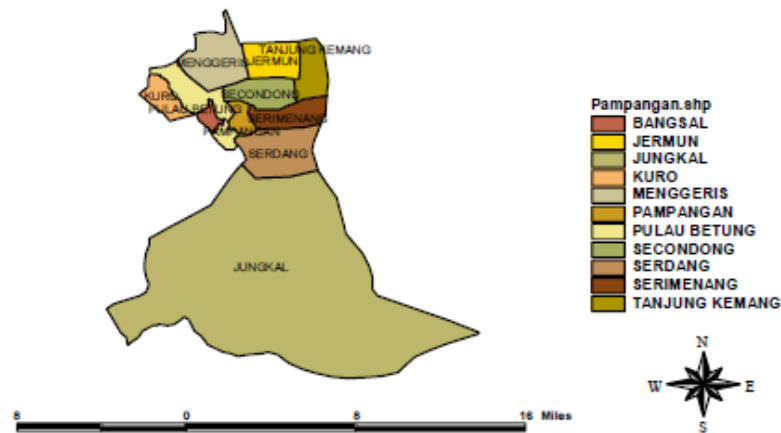 TANJUNG KEMANG
MENGGERIS
JERMUN
KURO
SECONDONG
PULAU BETUNG
SERIMENANG
PAMPANGAN
SERDANG
JUNGKAL
Pampangan.shp
BANGSAL
JERMUN
JUNGKAL
KURO
MENGGERIS
PAMPANGAN
PULAU BETUNG
SECONDONG
SERDANG
SERIMENANG
TANJUNG KEMANG
N
W E
S
8 0 8 16 Miles